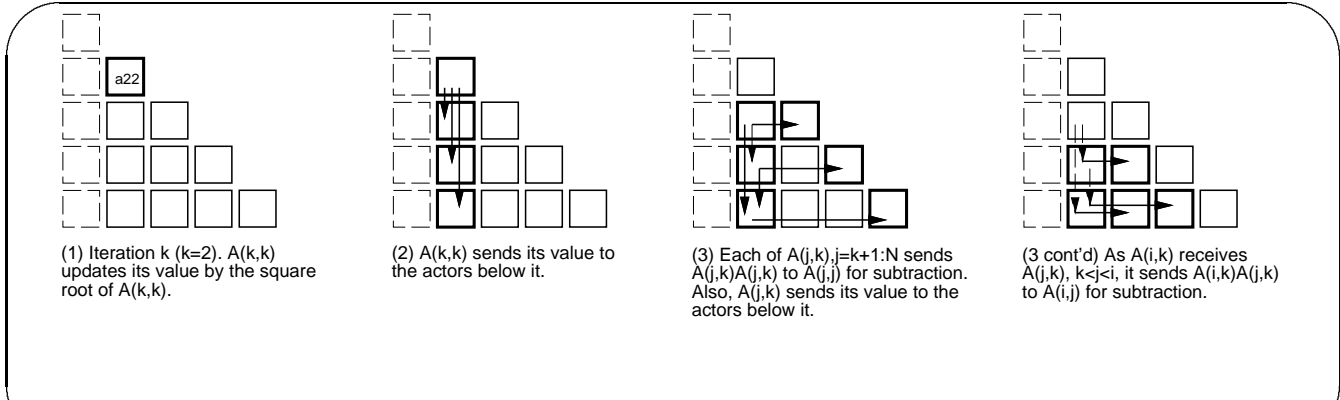 a22
(1) Iteration k (k=2). A(k,k)
updates its value by the square
root of A(k,k).
(2) A(k,k) sends its value to
the actors below it.
(3) Each of A(j,k),j=k+1:N sends
A(j,k)A(j,k) to A(j,j) for subtraction.
Also, A(j,k) sends its value to the
actors below it.
(3 cont'd) As A(i,k) receives
A(j,k), k<j<i, it sends A(i,k)A(j,k)
to A(i,j) for subtraction.